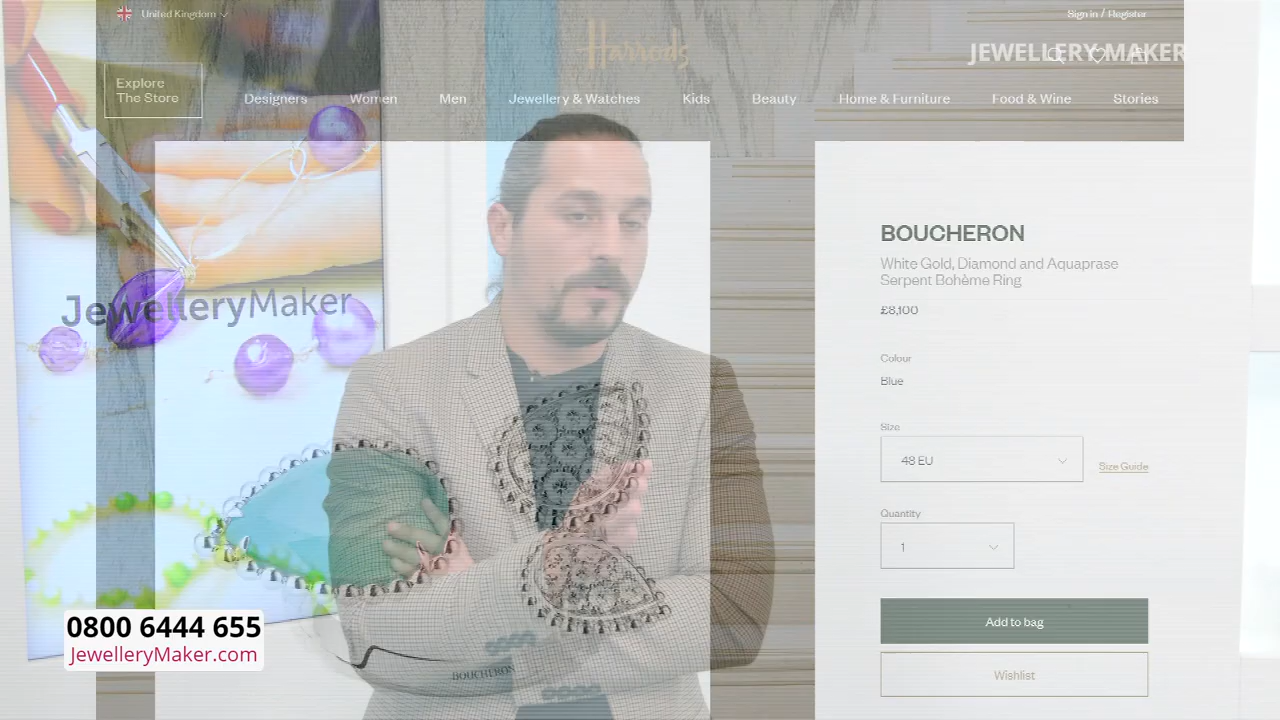 United Kingdom
Sign in / Register
Harrods
JEWELLERY MAKER
Explore
The Store
Designers
Women
Men
Jewellery & Watches
Kids
Beauty
Home & Furniture
Food & Wine
Stories
BOUCHERON
White Gold, Diamond and Aquaprase
Serpent Bohème Ring
£8,100
JewelleryMaker
Colour
Blue
Size
48 EU
Size Guide
Quantity
1
Add to bag
0800 6444 655
JewelleryMaker.com
BOUCHERON
Wishlist